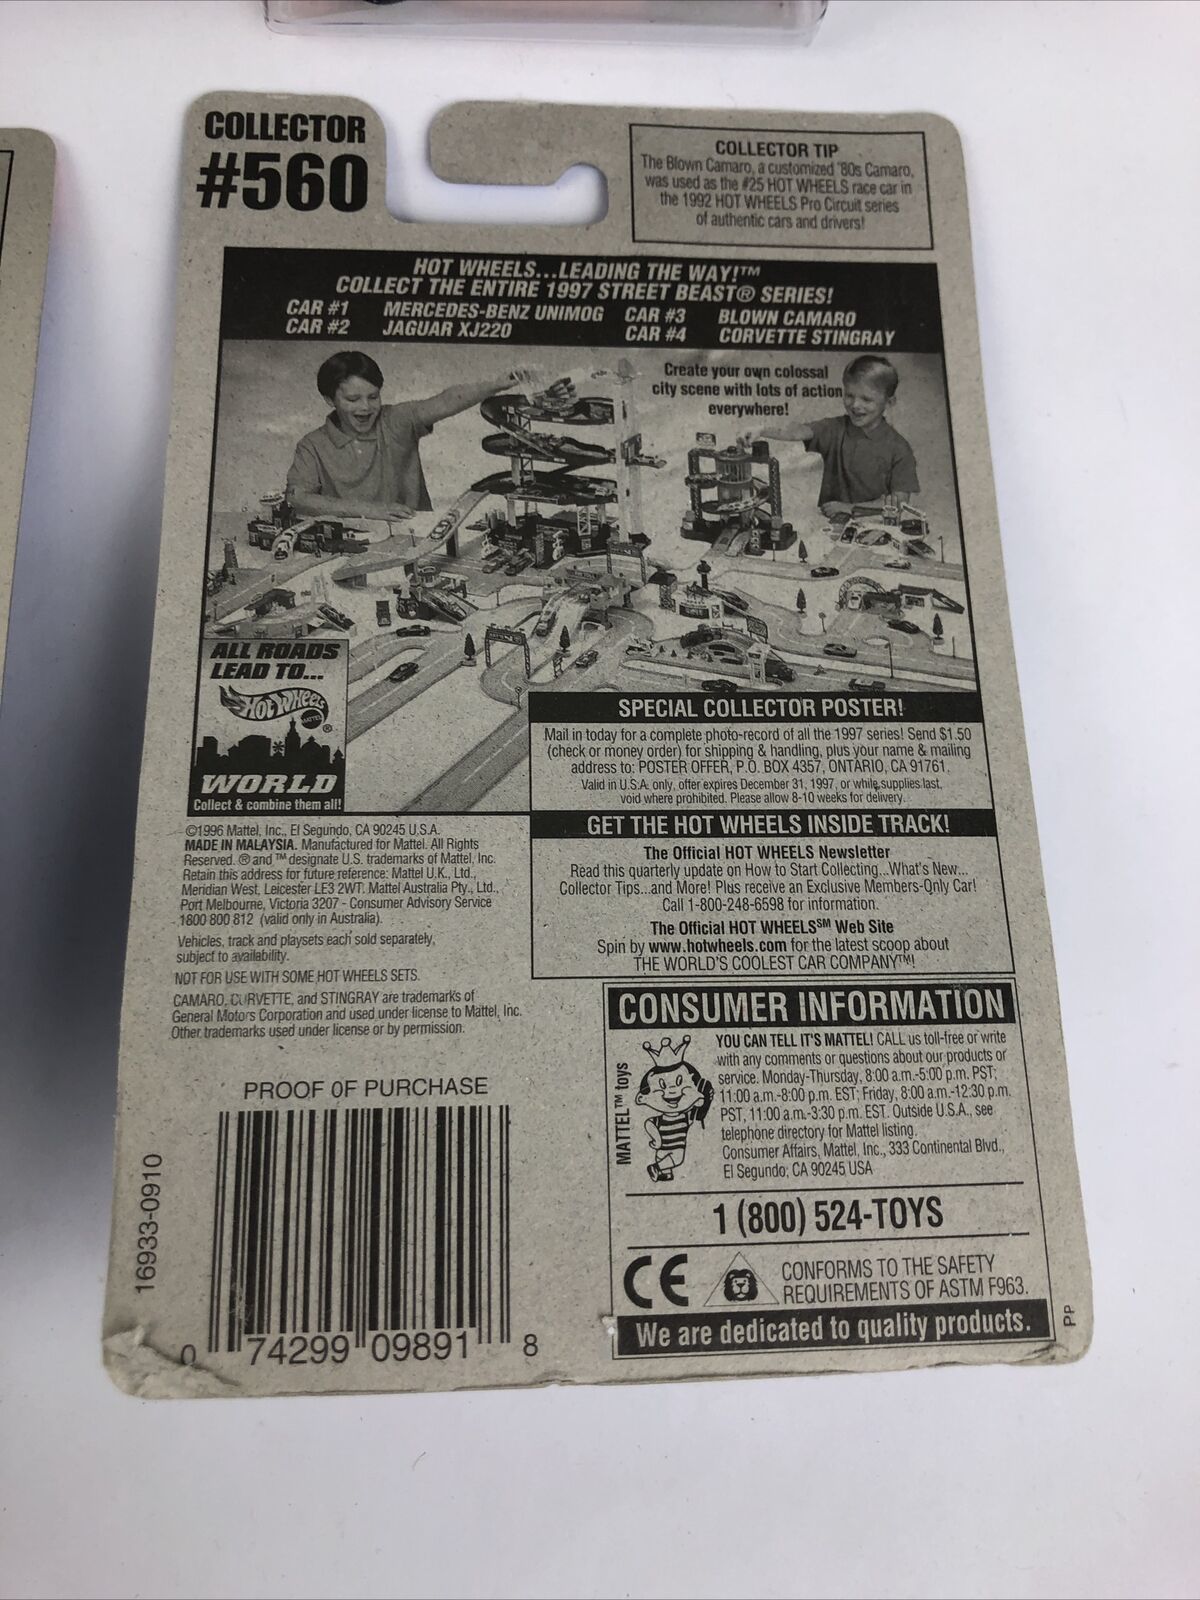 COLLECTOR
#560
COLLECTOR TIP
The Blown Camaro, a customized '80s Camaro,
was used as the #25 HOT WHEELS race car in
the 1992 HOT WHEELS Pro Circuit series
of authentic cars and drivers!
HOT WHEELS...LEADING THE WAY!™
COLLECT THE ENTIRE 1997 STREET BEAST® SERIES!
CAR #1 MERCEDES-BENZ UNIMOG CAR #3 BLOWN CAMARO
CAR #2 JAGUAR XJ220 CAR #4 CORVETTE STINGRAY
Create your own colossal
city scene with lots of action
everywhere!
ALL ROADS
LEAD TO...
Hot Wheels
MATTEL
®
WORLD
Collect & combine them all!
SPECIAL COLLECTOR POSTER!
Mail in today for a complete photo-record of all the 1997 series! Send $1.50
(check or money order) for shipping & handling, plus your name & mailing
address to: POSTER OFFER, P.O. BOX 4357, ONTARIO, CA 91761.
Valid in U.S.A. only, offer expires December 31, 1997, or while supplies last,
void where prohibited. Please allow 8-10 weeks for delivery.
GET THE HOT WHEELS INSIDE TRACK!
The Official HOT WHEELS Newsletter
Read this quarterly update on How to Start Collecting...What's New...
Collector Tips...and More! Plus receive an Exclusive Members-Only Car!
Call 1-800-248-6598 for information.
The Official HOT WHEELS℠ Web Site
Spin by www.hotwheels.com for the latest scoop about
THE WORLD'S COOLEST CAR COMPANY™!
©1996 Mattel, Inc., El Segundo, CA 90245 U.S.A.
MADE IN MALAYSIA. Manufactured for Mattel. All Rights
Reserved. ® and ™ designate U.S. trademarks of Mattel, Inc.
Retain this address for future reference: Mattel U.K., Ltd.,
Meridian West, Leicester LE3 2WT. Mattel Australia Pty., Ltd.,
Port Melbourne, Victoria 3207 - Consumer Advisory Service
1800 800 812 (valid only in Australia).
Vehicles, track and playsets each sold separately,
subject to availability.
NOT FOR USE WITH SOME HOT WHEELS SETS.
CAMARO, CORVETTE, and STINGRAY are trademarks of
General Motors Corporation and used under license to Mattel, Inc.
Other trademarks used under license or by permission.
CONSUMER INFORMATION
MATTEL™ toys
YOU CAN TELL IT'S MATTEL! CALL us toll-free or write
with any comments or questions about our products or
service. Monday-Thursday, 8:00 a.m.-5:00 p.m. PST;
11:00 a.m.-8:00 p.m. EST; Friday, 8:00 a.m.-12:30 p.m.
PST, 11:00 a.m.-3:30 p.m. EST. Outside U.S.A., see
telephone directory for Mattel listing.
Consumer Affairs, Mattel, Inc., 333 Continental Blvd.,
El Segundo, CA 90245 USA
1 (800) 524-TOYS
CE
CONFORMS TO THE SAFETY
REQUIREMENTS OF ASTM F963.
We are dedicated to quality products.
PP
PROOF OF PURCHASE
16933-0910
0 74299 09891 8